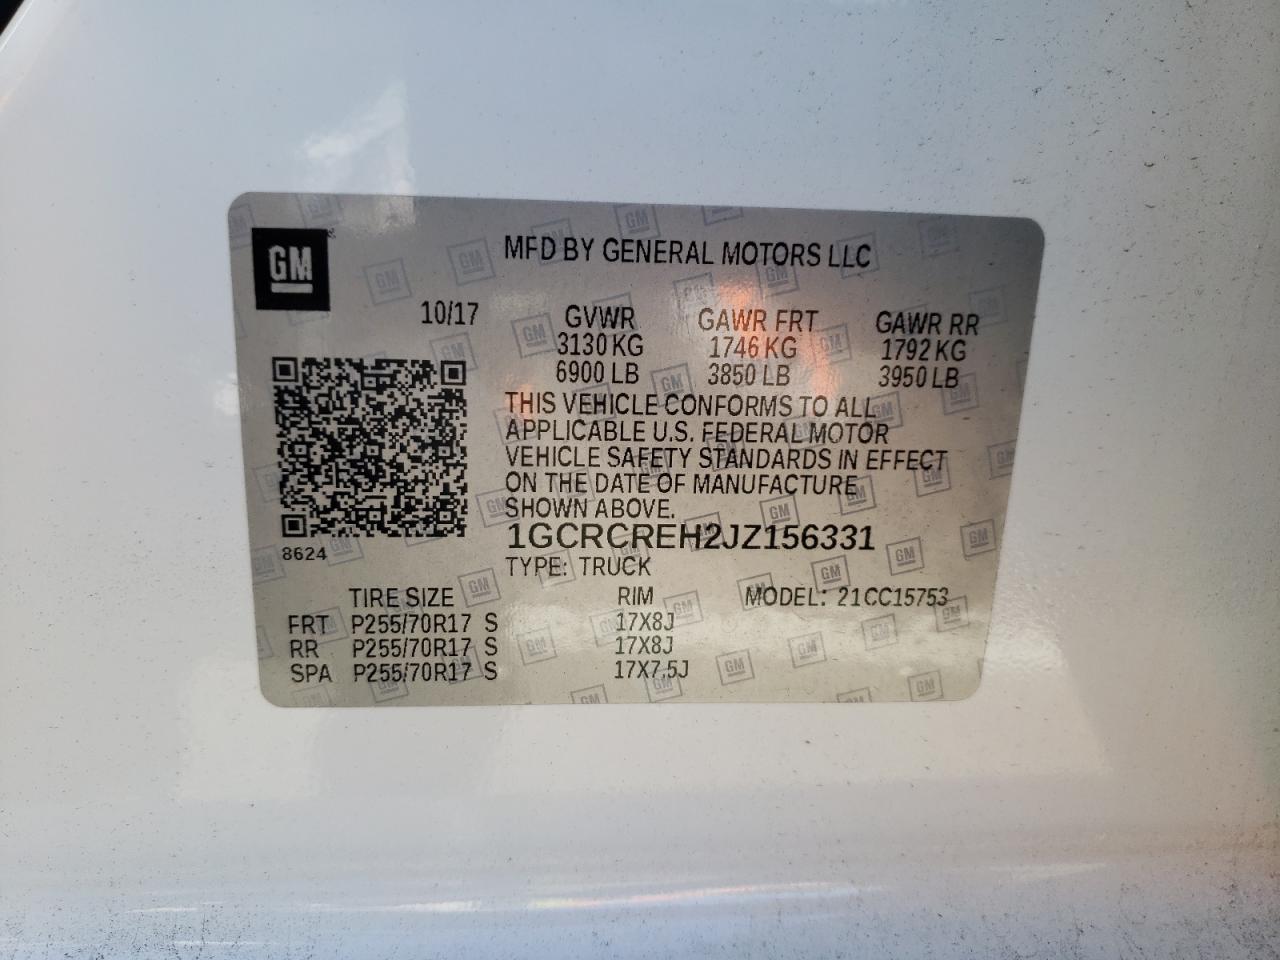 GM
MFD BY GENERAL MOTORS LLC
10/17 GVWR GAWR FRT GAWR RR
3130 KG 1746 KG 1792 KG
6900 LB 3850 LB 3950 LB
THIS VEHICLE CONFORMS TO ALL
APPLICABLE U.S. FEDERAL MOTOR
VEHICLE SAFETY STANDARDS IN EFFECT
ON THE DATE OF MANUFACTURE
SHOWN ABOVE.
1GCRCREH2JZ156331
8624
TYPE: TRUCK
TIRE SIZE RIM MODEL: 21CC15753
FRT P255/70R17 S 17X8J
RR P255/70R17 S 17X8J
SPA P255/70R17 S 17X7.5J